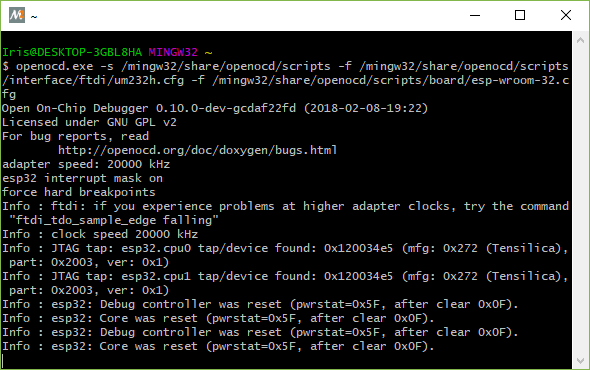 ~
Iris@DESKTOP-3GBL8HA MINGW32 ~
$ openocd.exe -s /mingw32/share/openocd/scripts -f /mingw32/share/openocd/scripts
/interface/ftdi/um232h.cfg -f /mingw32/share/openocd/scripts/board/esp-wroom-32.c
fg
Open On-Chip Debugger 0.10.0-dev-gcdaf22fd (2018-02-08-19:22)
Licensed under GNU GPL v2
For bug reports, read
        http://openocd.org/doc/doxygen/bugs.html
adapter speed: 20000 kHz
esp32 interrupt mask on
force hard breakpoints
Info : ftdi: if you experience problems at higher adapter clocks, try the command
 "ftdi_tdo_sample_edge falling"
Info : clock speed 20000 kHz
Info : JTAG tap: esp32.cpu0 tap/device found: 0x120034e5 (mfg: 0x272 (Tensilica),
 part: 0x2003, ver: 0x1)
Info : JTAG tap: esp32.cpu1 tap/device found: 0x120034e5 (mfg: 0x272 (Tensilica),
 part: 0x2003, ver: 0x1)
Info : esp32: Debug controller was reset (pwrstat=0x5F, after clear 0x0F).
Info : esp32: Core was reset (pwrstat=0x5F, after clear 0x0F).
Info : esp32: Debug controller was reset (pwrstat=0x5F, after clear 0x0F).
Info : esp32: Core was reset (pwrstat=0x5F, after clear 0x0F).